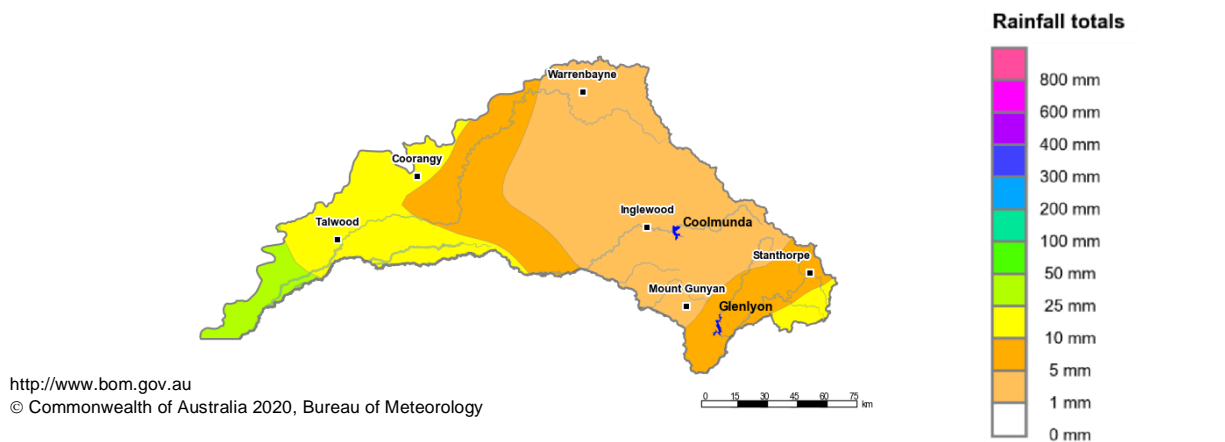 Rainfall totals
800 mm
600 mm
400 mm
300 mm
200 mm
100 mm
50 mm
25 mm
10 mm
5 mm
1 mm
0 mm
Warrenbayne
Coorangy
Talwood
Inglewood
Coolmunda
Stanthorpe
Mount Gunyan
Glenlyon
http://www.bom.gov.au
© Commonwealth of Australia 2020, Bureau of Meteorology
0 15 30 45 60 75
km